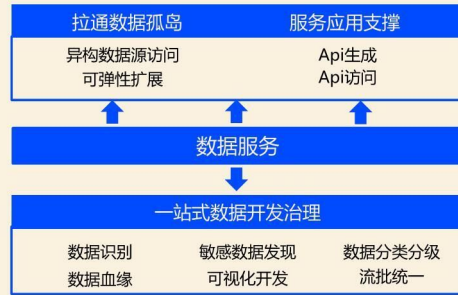 拉通数据孤岛 服务应用支撑
异构数据源访问 Api生成
可弹性扩展 Api访问
数据服务
一站式数据开发治理
数据识别 敏感数据发现 数据分类分级
数据血缘 可视化开发 流批统一